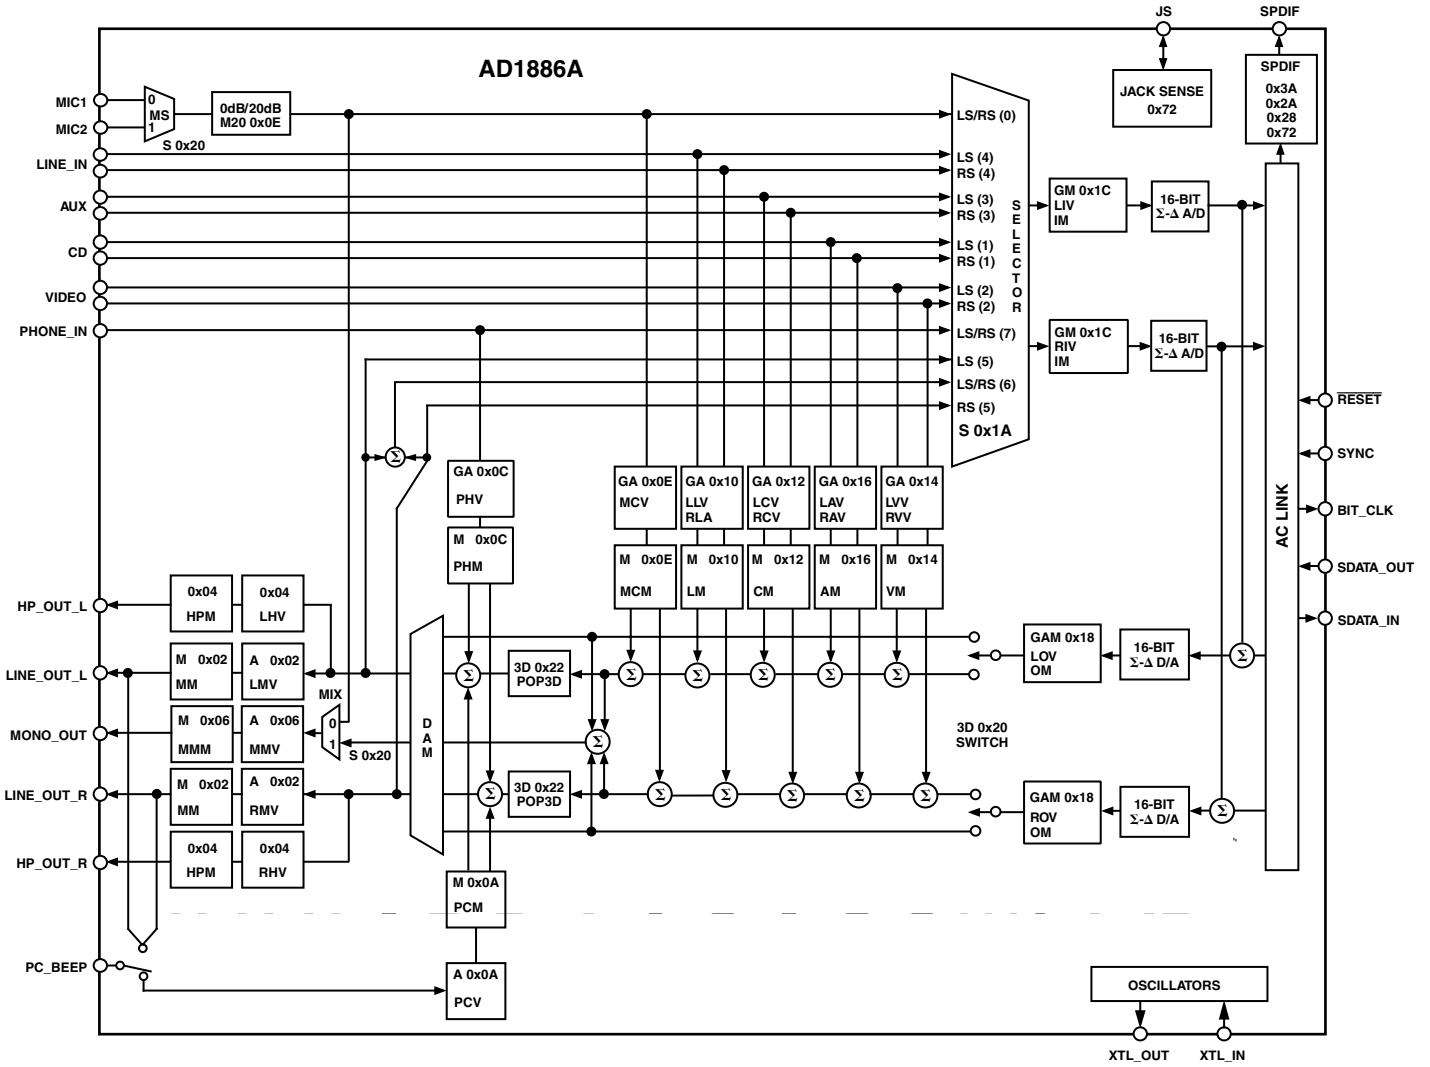 JS
SPDIF
AD1886A
SPDIF
0x3A
0x2A
0x28
0x72
JACK SENSE
0x72
MIC1
MIC2
0
MS
1
S 0x20
0dB/20dB
M20 0x0E
LINE_IN
AUX
CD
VIDEO
PHONE_IN
LS/RS (0)
LS (4)
RS (4)
LS (3)
RS (3)
LS (1)
RS (1)
LS (2)
RS (2)
LS/RS (7)
LS (5)
LS/RS (6)
RS (5)
S
E
L
E
C
T
O
R
S 0x1A
GM 0x1C
LIV
IM
16-BIT
Σ-Δ A/D
GM 0x1C
RIV
IM
16-BIT
Σ-Δ A/D
AC LINK
RESET
SYNC
BIT_CLK
SDATA_OUT
SDATA_IN
Σ
GA 0x0C
PHV
M 0x0C
PHM
GA 0x0E
MCV
GA 0x10
LLV
RLA
GA 0x12
LCV
RCV
GA 0x16
LAV
RAV
GA 0x14
LVV
RVV
M 0x0E
MCM
M 0x10
LM
M 0x12
CM
M 0x16
AM
M 0x14
VM
HP_OUT_L
0x04
HPM
0x04
LHV
LINE_OUT_L
M 0x02
MM
A 0x02
LMV
MIX
0
1
S 0x20
MONO_OUT
M 0x06
MMM
A 0x06
MMV
LINE_OUT_R
M 0x02
MM
A 0x02
RMV
HP_OUT_R
0x04
HPM
0x04
RHV
D
A
M
Σ
3D 0x22
POP3D
Σ
Σ
Σ
Σ
Σ
Σ
3D 0x20
SWITCH
Σ
3D 0x22
POP3D
Σ
Σ
Σ
Σ
Σ
GAM 0x18
LOV
OM
16-BIT
Σ-Δ D/A
Σ
GAM 0x18
ROV
OM
16-BIT
Σ-Δ D/A
Σ
M 0x0A
PCM
A 0x0A
PCV
PC_BEEP
OSCILLATORS
XTL_OUT
XTL_IN